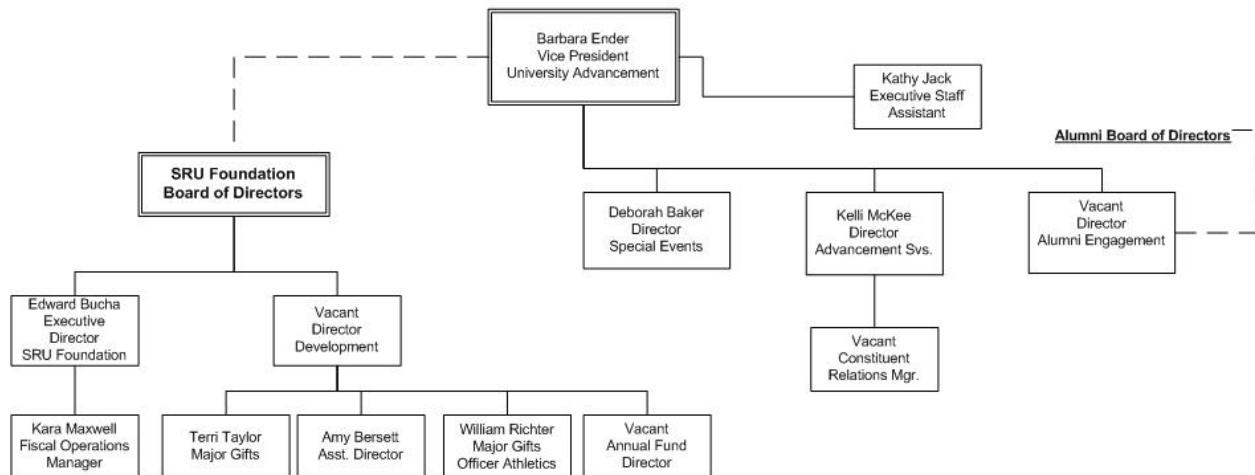 Barbara Ender
Vice President
University Advancement
Kathy Jack
Executive Staff
Assistant
Alumni Board of Directors
SRU Foundation
Board of Directors
Deborah Baker
Director
Special Events
Kelli McKee
Director
Advancement Svs.
Vacant
Director
Alumni Engagement
Edward Bucha
Executive
Director
SRU Foundation
Vacant
Director
Development
Vacant
Constituent
Relations Mgr.
Kara Maxwell
Fiscal Operations
Manager
Terri Taylor
Major Gifts
Amy Bersett
Asst. Director
William Richter
Major Gifts
Officer Athletics
Vacant
Annual Fund
Director